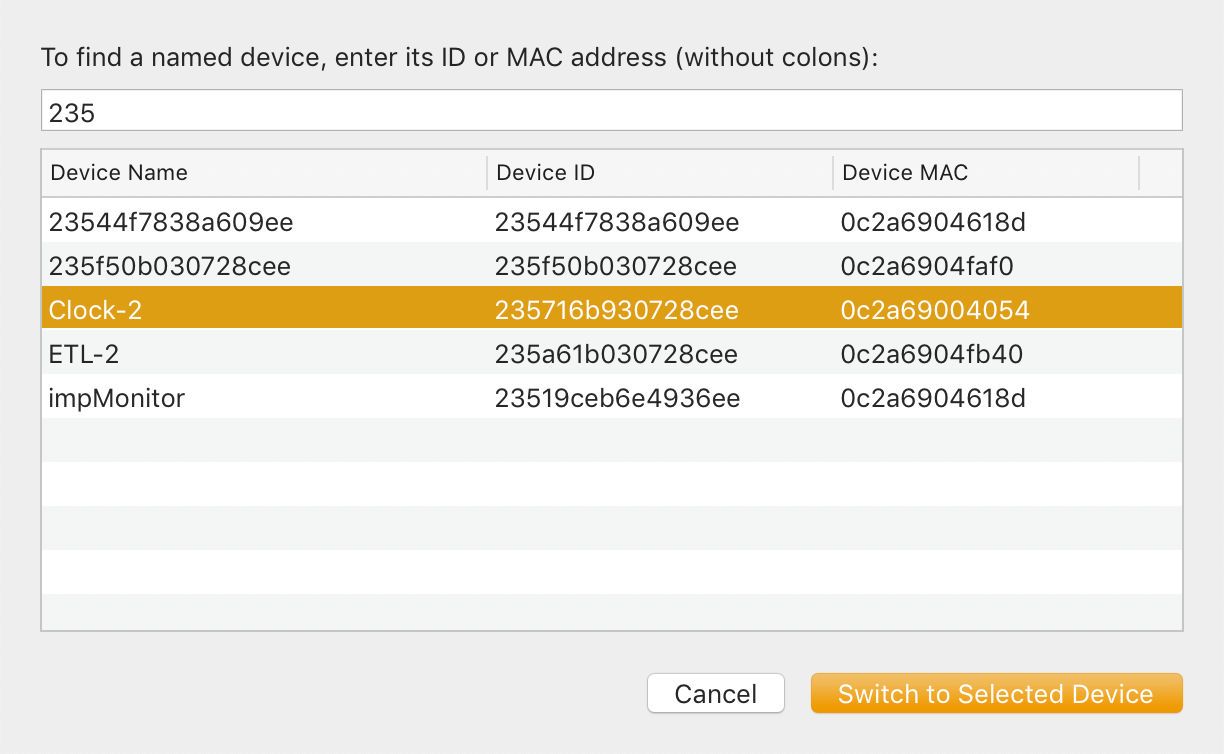 To find a named device, enter its ID or MAC address (without colons):
235
Device Name Device ID Device MAC
23544f7838a609ee 23544f7838a609ee 0c2a6904618d
235f50b030728cee 235f50b030728cee 0c2a6904faf0
Clock-2 235716b930728cee 0c2a69004054
ETL-2 235a61b030728cee 0c2a6904fb40
impMonitor 23519ceb6e4936ee 0c2a6904618d
Cancel Switch to Selected Device